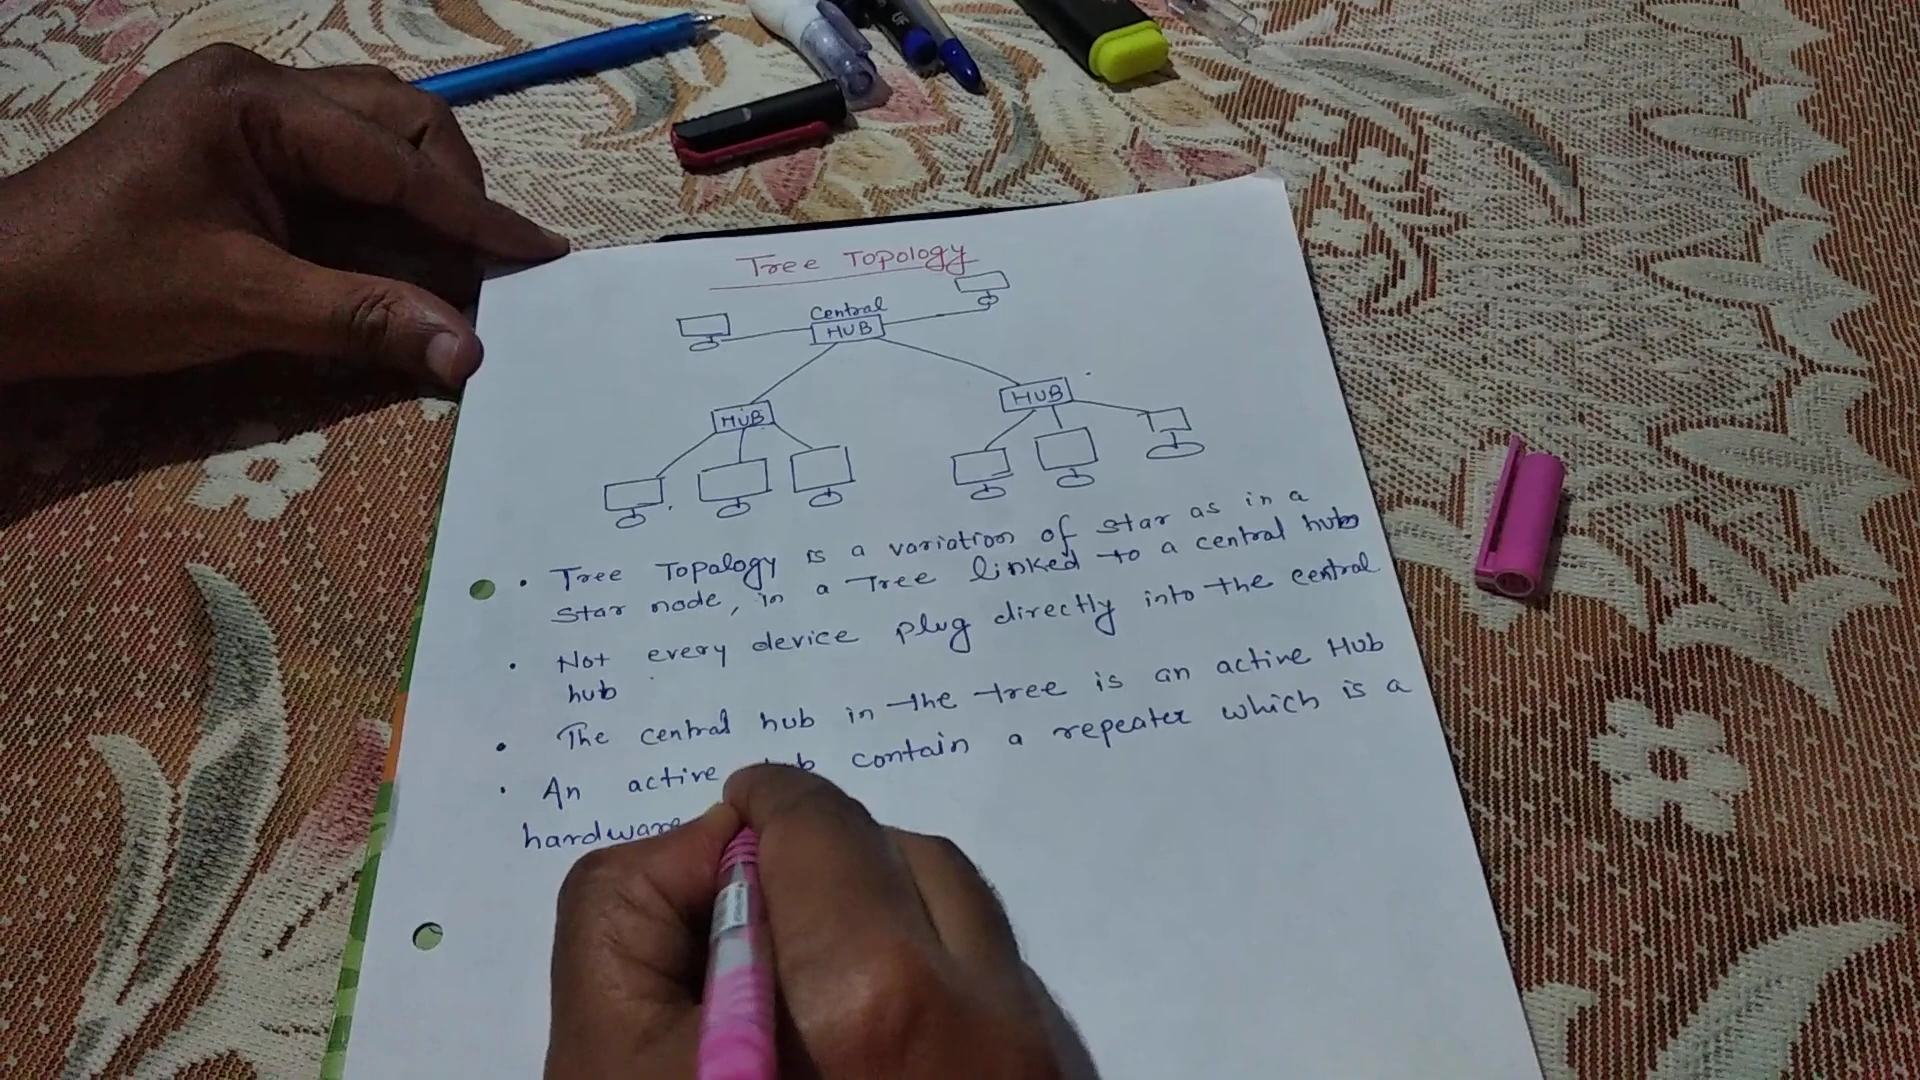 Tree Topology
Central
HUB
HUB
HUB
• Tree Topalogy is a variation of star as in a
star node, in a Tree linked to a central hub
• Not every device plug directly into the central
hub
• The central hub in the tree is an active Hub
• An active contain a repeater which is a
hardware